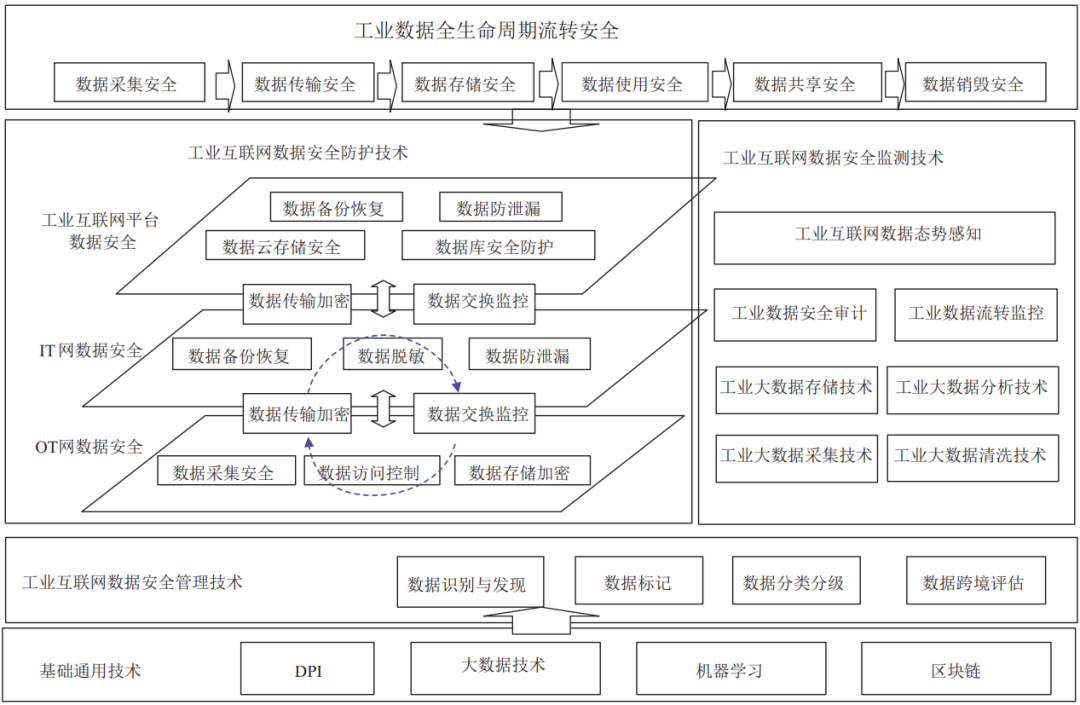 工业数据全生命周期流转安全
数据采集安全 数据传输安全 数据存储安全 数据使用安全 数据共享安全 数据销毁安全
工业互联网数据安全防护技术
工业互联网平台
数据安全
数据备份恢复 数据防泄漏
数据云存储安全 数据库安全防护
数据传输加密 数据交换监控
IT 网数据安全
数据备份恢复 数据脱敏 数据防泄漏
数据传输加密 数据交换监控
OT网数据安全
数据采集安全 数据访问控制 数据存储加密
工业互联网数据安全监测技术
工业互联网数据态势感知
工业数据安全审计 工业数据流转监控
工业大数据存储技术 工业大数据分析技术
工业大数据采集技术 工业大数据清洗技术
工业互联网数据安全管理技术 数据识别与发现 数据标记 数据分类分级 数据跨境评估
基础通用技术 DPI 大数据技术 机器学习 区块链